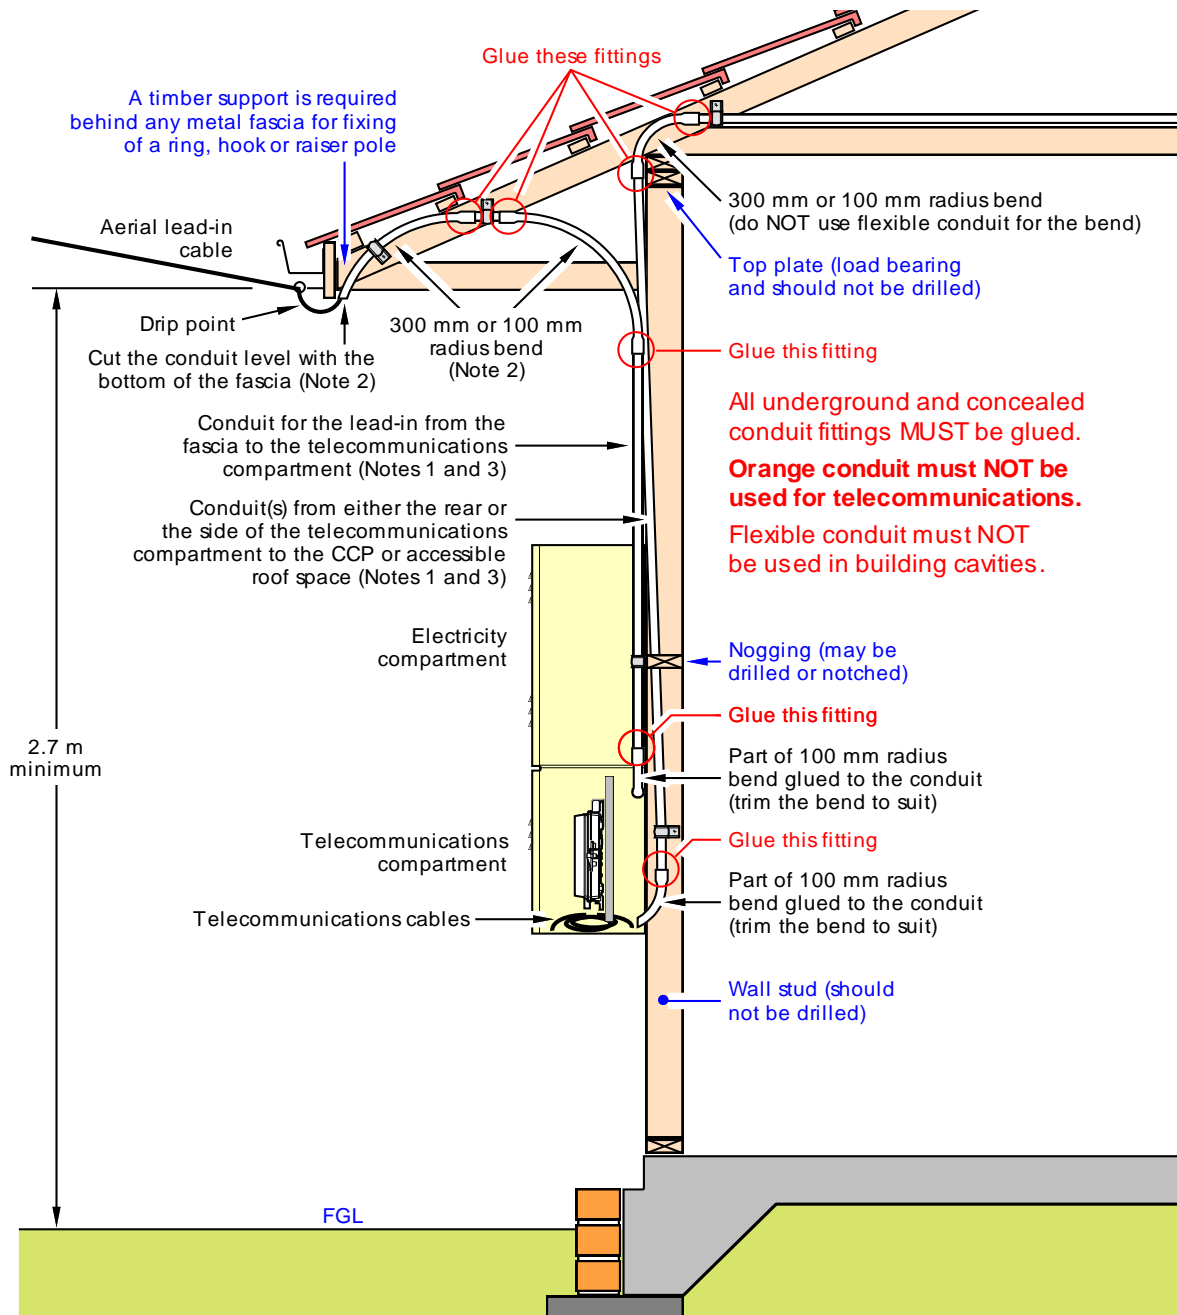 Glue these fittings
A timber support is required
behind any metal fascia for fixing
of a ring, hook or raiser pole
300 mm or 100 mm radius bend
(do NOT use flexible conduit for the bend)
Aerial lead-in
cable
Top plate (load bearing
and should not be drilled)
Drip point
300 mm or 100 mm
radius bend
(Note 2)
Cut the conduit level with the
bottom of the fascia (Note 2)
Glue this fitting
All underground and concealed
conduit fittings MUST be glued.
Orange conduit must NOT be
used for telecommunications.
Flexible conduit must NOT
be used in building cavities.
Conduit for the lead-in from the
fascia to the telecommunications
compartment (Notes 1 and 3)
Conduit(s) from either the rear or
the side of the telecommunications
compartment to the CCP or accessible
roof space (Notes 1 and 3)
Electricity
compartment
Nogging (may be
drilled or notched)
Glue this fitting
2.7 m
minimum
Part of 100 mm radius
bend glued to the conduit
(trim the bend to suit)
Telecommunications
compartment
Glue this fitting
Part of 100 mm radius
bend glued to the conduit
(trim the bend to suit)
Telecommunications cables
Wall stud (should
not be drilled)
FGL